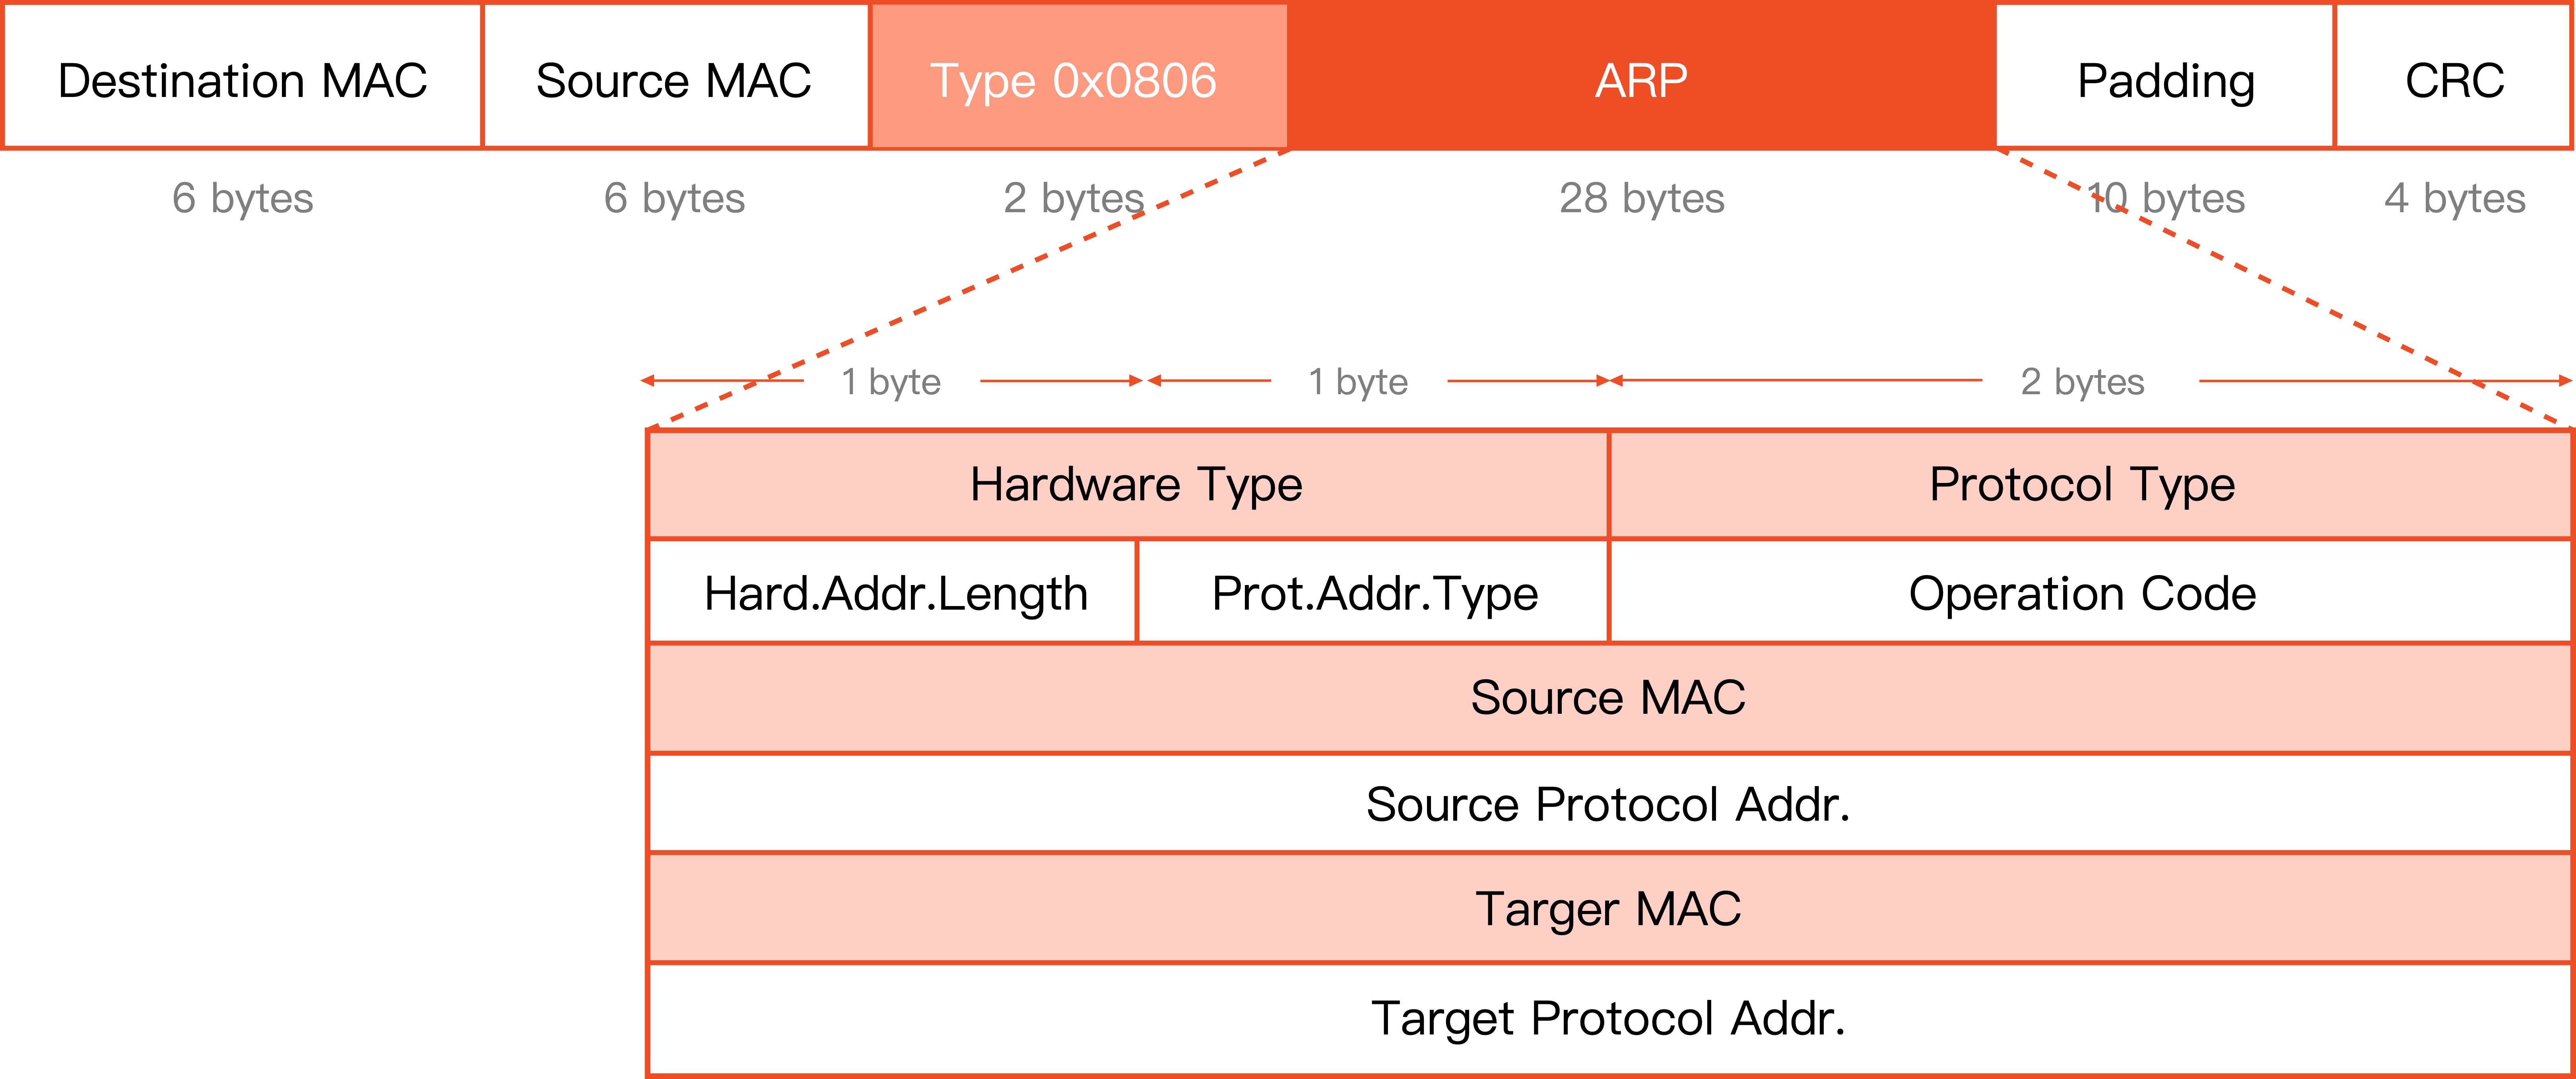 Destination MAC Source MAC Type 0x0806 ARP Padding CRC
6 bytes 6 bytes 2 bytes 28 bytes 10 bytes 4 bytes
1 byte 1 byte 2 bytes
Hardware Type Protocol Type
Hard.Addr.Length Prot.Addr.Type Operation Code
Source MAC
Source Protocol Addr.
Targer MAC
Target Protocol Addr.